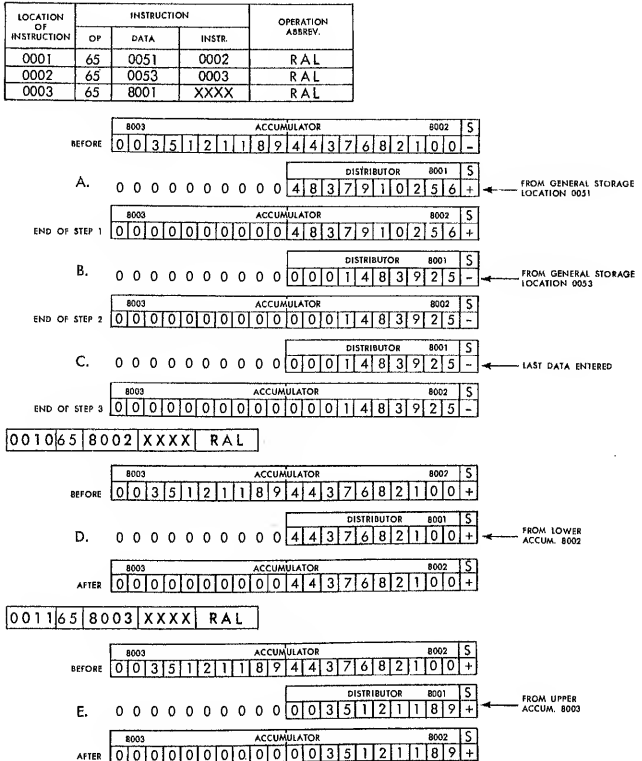 LOCATION OF INSTRUCTION INSTRUCTION OPERATION ABBREV.
OP DATA INSTR.
0001 65 0051 0002 RAL
0002 65 0053 0003 RAL
0003 65 8001 XXXX RAL
8003 ACCUMULATOR 8002 S
BEFORE 0 0 3 5 1 2 1 1 8 9 4 4 3 7 6 8 2 1 0 0 -
DISTRIBUTOR 8001 S
A. 0 0 0 0 0 0 0 0 0 0 4 8 3 7 9 1 0 2 5 6 + FROM GENERAL STORAGE
LOCATION 0051
8003 ACCUMULATOR 8002 S
END OF STEP 1 0 0 0 0 0 0 0 0 0 0 4 8 3 7 9 1 0 2 5 6 +
DISTRIBUTOR 8001 S
B. 0 0 0 0 0 0 0 0 0 0 0 0 0 1 4 8 3 9 2 5 - FROM GENERAL STORAGE
LOCATION 0053
8003 ACCUMULATOR 8002 S
END OF STEP 2 0 0 0 0 0 0 0 0 0 0 0 0 0 1 4 8 3 9 2 5 -
DISTRIBUTOR 8001 S
C. 0 0 0 0 0 0 0 0 0 0 0 0 0 1 4 8 3 9 2 5 - LAST DATA ENTERED
8003 ACCUMULATOR 8002 S
END OF STEP 3 0 0 0 0 0 0 0 0 0 0 0 0 0 1 4 8 3 9 2 5 -
0010 65 8002 XXXX RAL
8003 ACCUMULATOR 8002 S
BEFORE 0 0 3 5 1 2 1 1 8 9 4 4 3 7 6 8 2 1 0 0 +
DISTRIBUTOR 8001 S
D. 0 0 0 0 0 0 0 0 0 0 4 4 3 7 6 8 2 1 0 0 + FROM LOWER
ACCUM. 8002
8003 ACCUMULATOR 8002 S
AFTER 0 0 0 0 0 0 0 0 0 0 4 4 3 7 6 8 2 1 0 0 +
0011 65 8003 XXXX RAL
8003 ACCUMULATOR 8002 S
BEFORE 0 0 3 5 1 2 1 1 8 9 4 4 3 7 6 8 2 1 0 0 +
DISTRIBUTOR 8001 S
E. 0 0 0 0 0 0 0 0 0 0 0 0 3 5 1 2 1 1 8 9 + FROM UPPER
ACCUM. 8003
8003 ACCUMULATOR 8002 S
AFTER 0 0 0 0 0 0 0 0 0 0 0 0 3 5 1 2 1 1 8 9 +